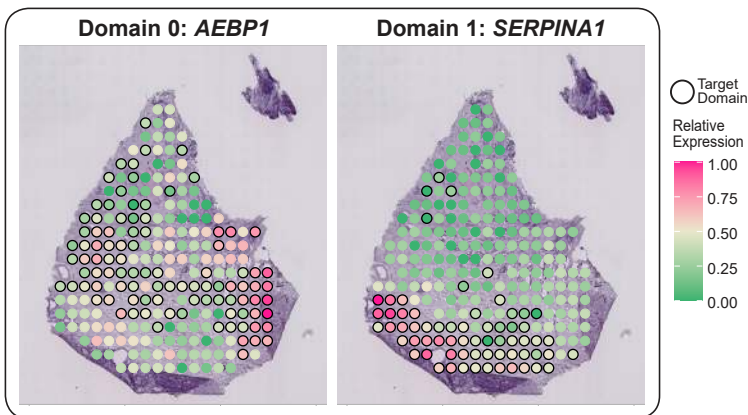 Domain 0: AEBP1
Domain 1: SERPINA1
Target
Domain
Relative
Expression
1.00
0.75
0.50
0.25
0.00